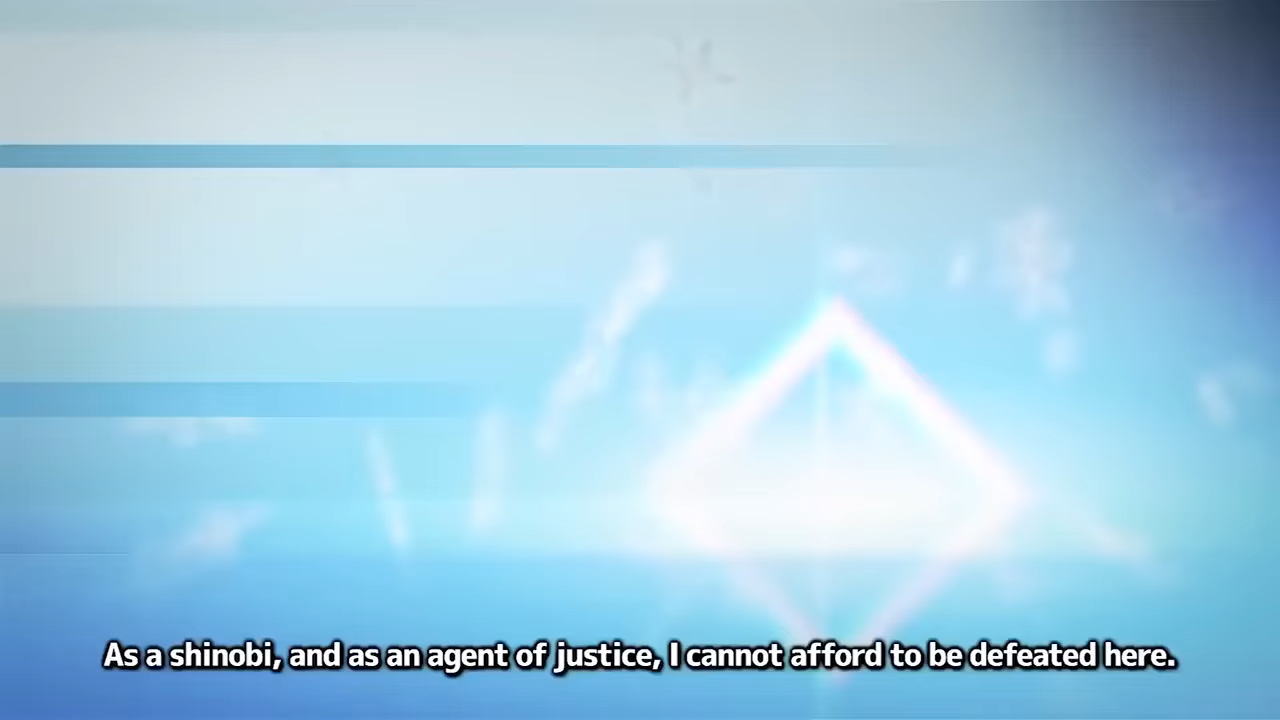 As a shinobi, and as an agent of justice, I cannot afford to be defeated here.